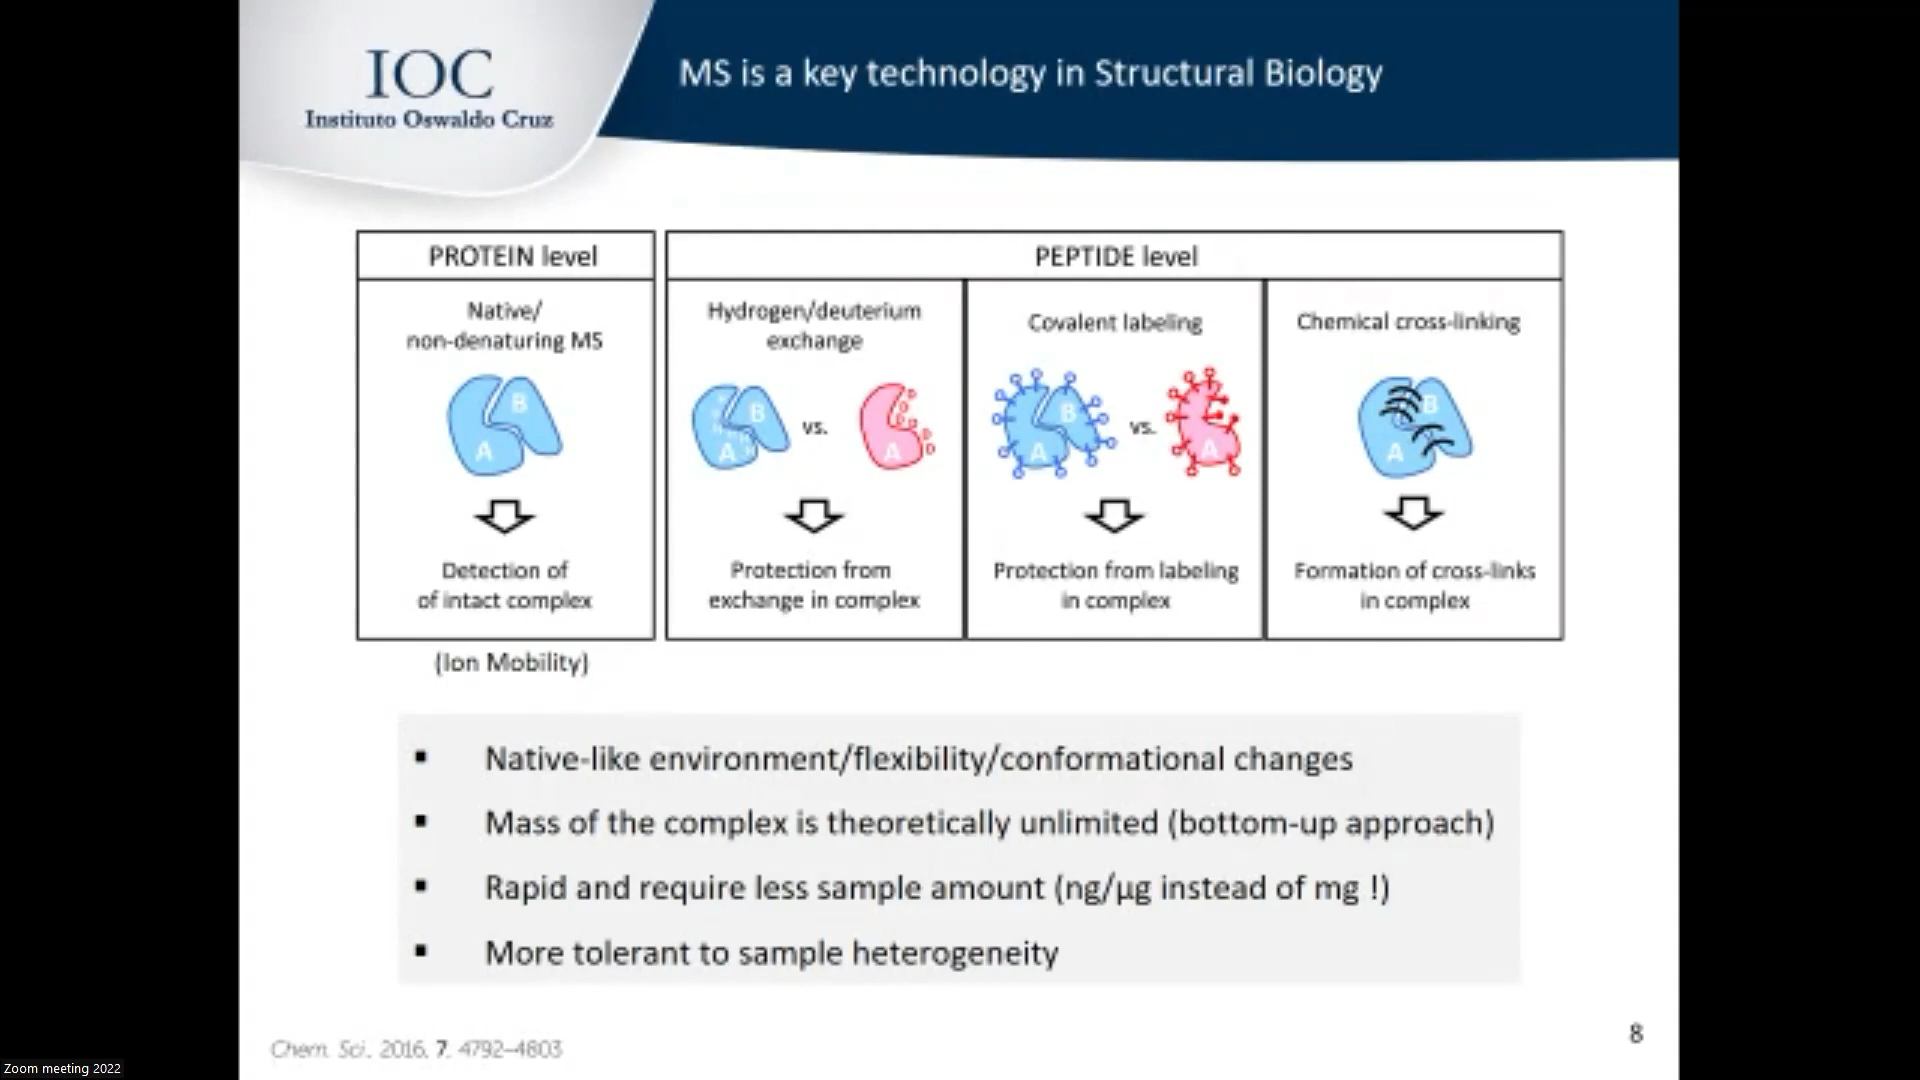 IOC
Instituto Oswaldo Cruz
MS is a key technology in Structural Biology
PROTEIN level
PEPTIDE level
Native/
non-denaturing MS
Hydrogen/deuterium
exchange
Covalent labeling
Chemical cross-linking
A
B
A
B
vs.
A
A
B
vs.
A
A
B
Detection of
of intact complex
Protection from
exchange in complex
Protection from labeling
in complex
Formation of cross-links
in complex
(Ion Mobility)
▪ Native-like environment/flexibility/conformational changes
▪ Mass of the complex is theoretically unlimited (bottom-up approach)
▪ Rapid and require less sample amount (ng/µg instead of mg !)
▪ More tolerant to sample heterogeneity
Chem. Sci., 2016, 7, 4792–4803
8
Zoom meeting 2022